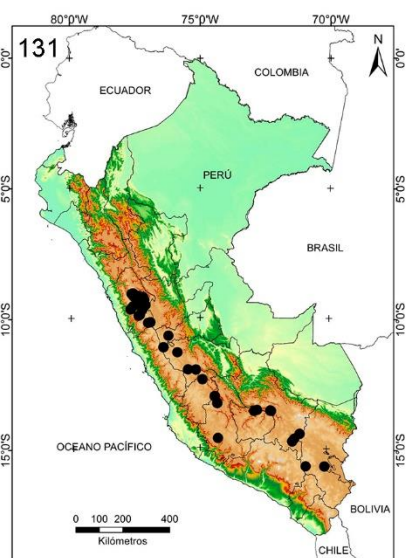 80°0'0"W 75°0'0"W 70°0'0"W
131
N
0°0' 0°0'
COLOMBIA
ECUADOR
PERÚ
5°0'S 5°0'S
BRASIL
10°0'S 10°0'S
OCEANO PACÍFICO
15°0'S 15°0'S
BOLIVIA
0 100 200 400
Kilómetros
CHILE